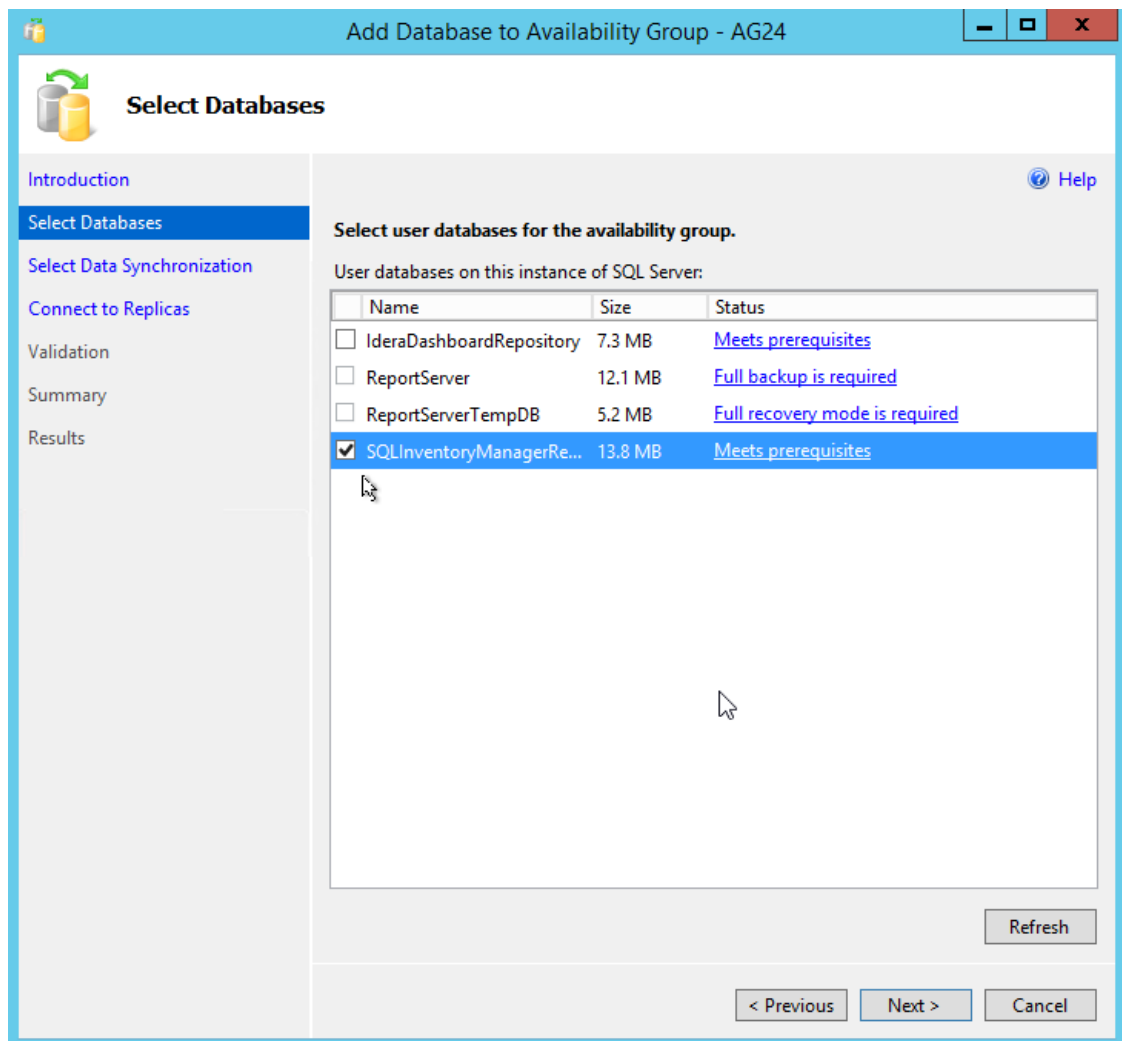 Add Database to Availability Group - AG24
Select Databases
Introduction
Select Databases
Select Data Synchronization
Connect to Replicas
Validation
Summary
Results
Help
Select user databases for the availability group.
User databases on this instance of SQL Server:
Name Size Status
IderaDashboardRepository 7.3 MB Meets prerequisites
ReportServer 12.1 MB Full backup is required
ReportServerTempDB 5.2 MB Full recovery mode is required
SQLInventoryManagerRe... 13.8 MB Meets prerequisites
Refresh
< Previous Next > Cancel